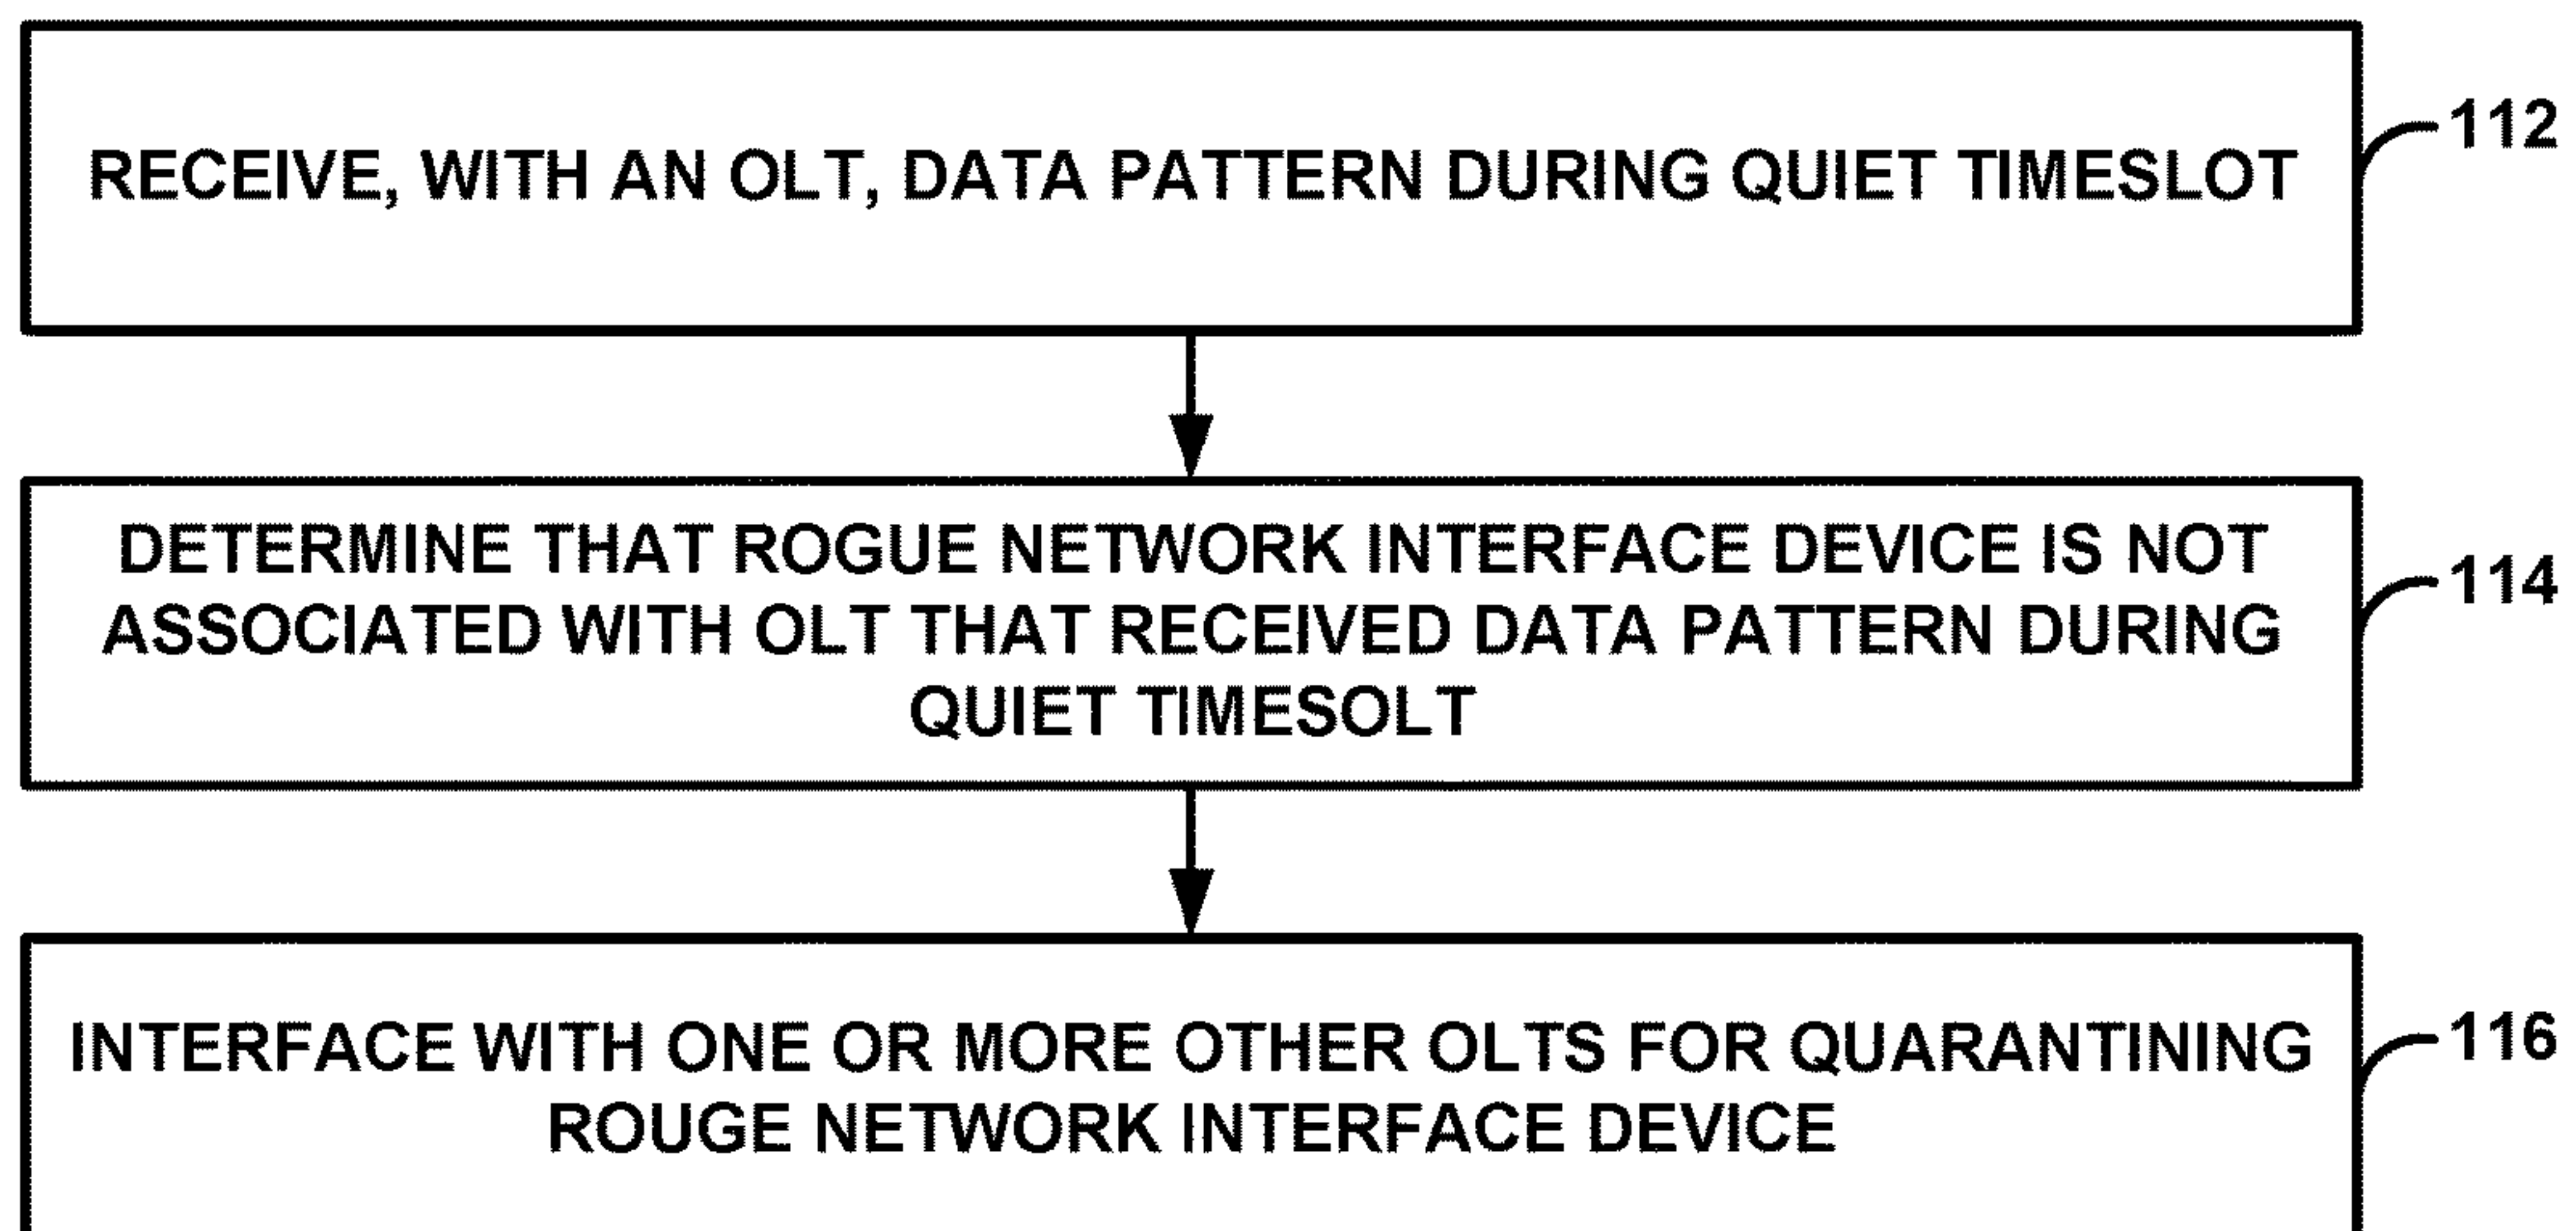 RECEIVE, WITH AN OLT, DATA PATTERN DURING QUIET TIMESLOT
112
DETERMINE THAT ROGUE NETWORK INTERFACE DEVICE IS NOT
ASSOCIATED WITH OLT THAT RECEIVED DATA PATTERN DURING
QUIET TIMESOLT
114
INTERFACE WITH ONE OR MORE OTHER OLTS FOR QUARANTINING
ROUGE NETWORK INTERFACE DEVICE
116